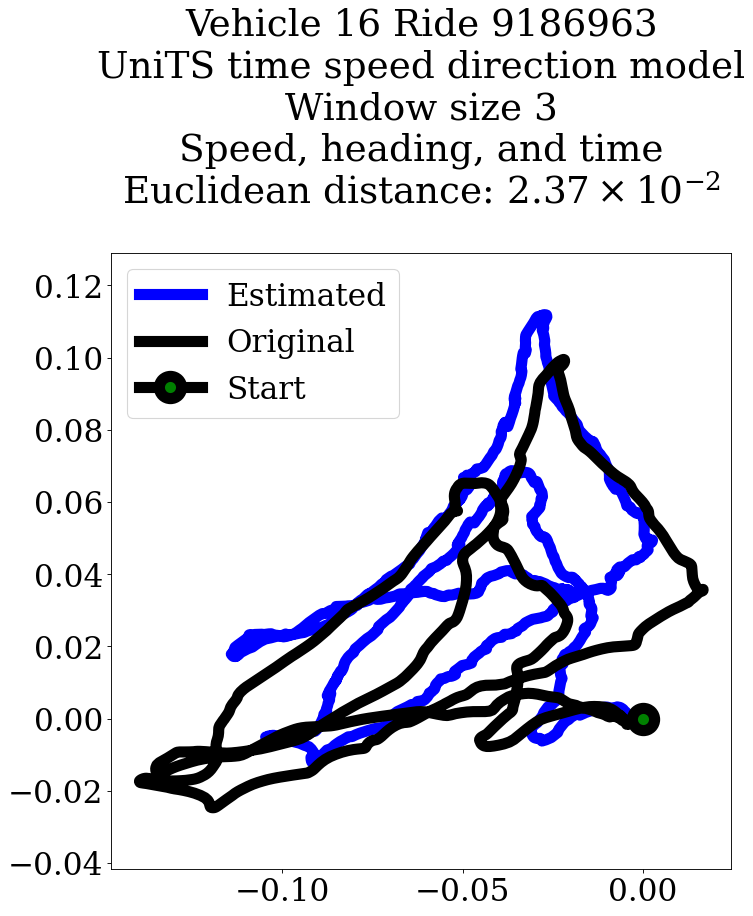 Vehicle 16 Ride 9186963
UniTS time speed direction model
Window size 3
Speed, heading, and time
Euclidean distance: 2.37 × 10⁻²
0.12
0.10
0.08
0.06
0.04
0.02
0.00
−0.02
−0.04
Estimated
Original
Start
−0.10
−0.05
0.00